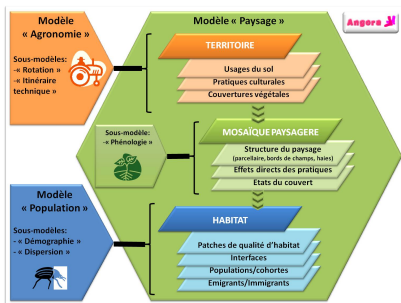 Modèle
« Agronomie »
Sous-modèles:
-« Rotation »
-« Itinéraire
technique »
Modèle « Paysage »
Angora
TERRITOIRE
Usages du sol
Pratiques culturales
Couvertures végétales
Sous-modèle:
-« Phénologie »
MOSAÏQUE PAYSAGERE
Structure du paysage
(parcellaire, bords de champs, haies)
Effets directs des pratiques
Etats du couvert
Modèle
« Population »
Sous-modèles:
- « Démographie »
- « Dispersion »
HABITAT
Patches de qualité d'habitat
Interfaces
Populations/cohortes
Emigrants/Immigrants